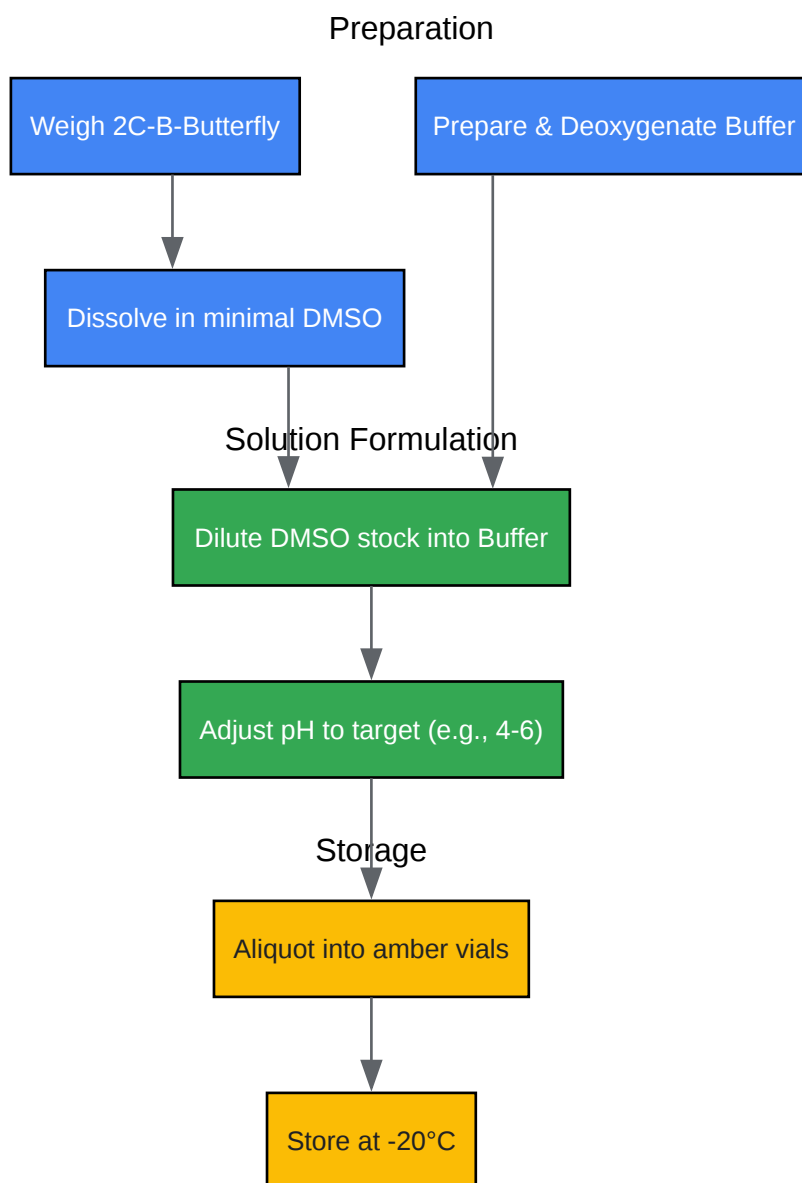 Preparation
Weigh 2C-B-Butterfly
Prepare & Deoxygenate Buffer
Dissolve in minimal DMSO
Solution Formulation
Dilute DMSO stock into Buffer
Adjust pH to target (e.g., 4-6)
Storage
Aliquot into amber vials
Store at -20°C